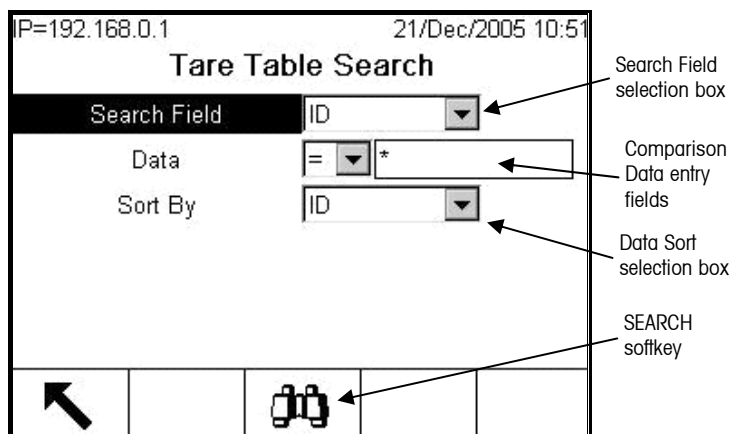 IP=192.168.0.1 21/Dec/2005 10:51
Tare Table Search
Search Field ID
Data = *
Sort By ID
Search Field
selection box
Comparison
Data entry
fields
Data Sort
selection box
SEARCH
softkey